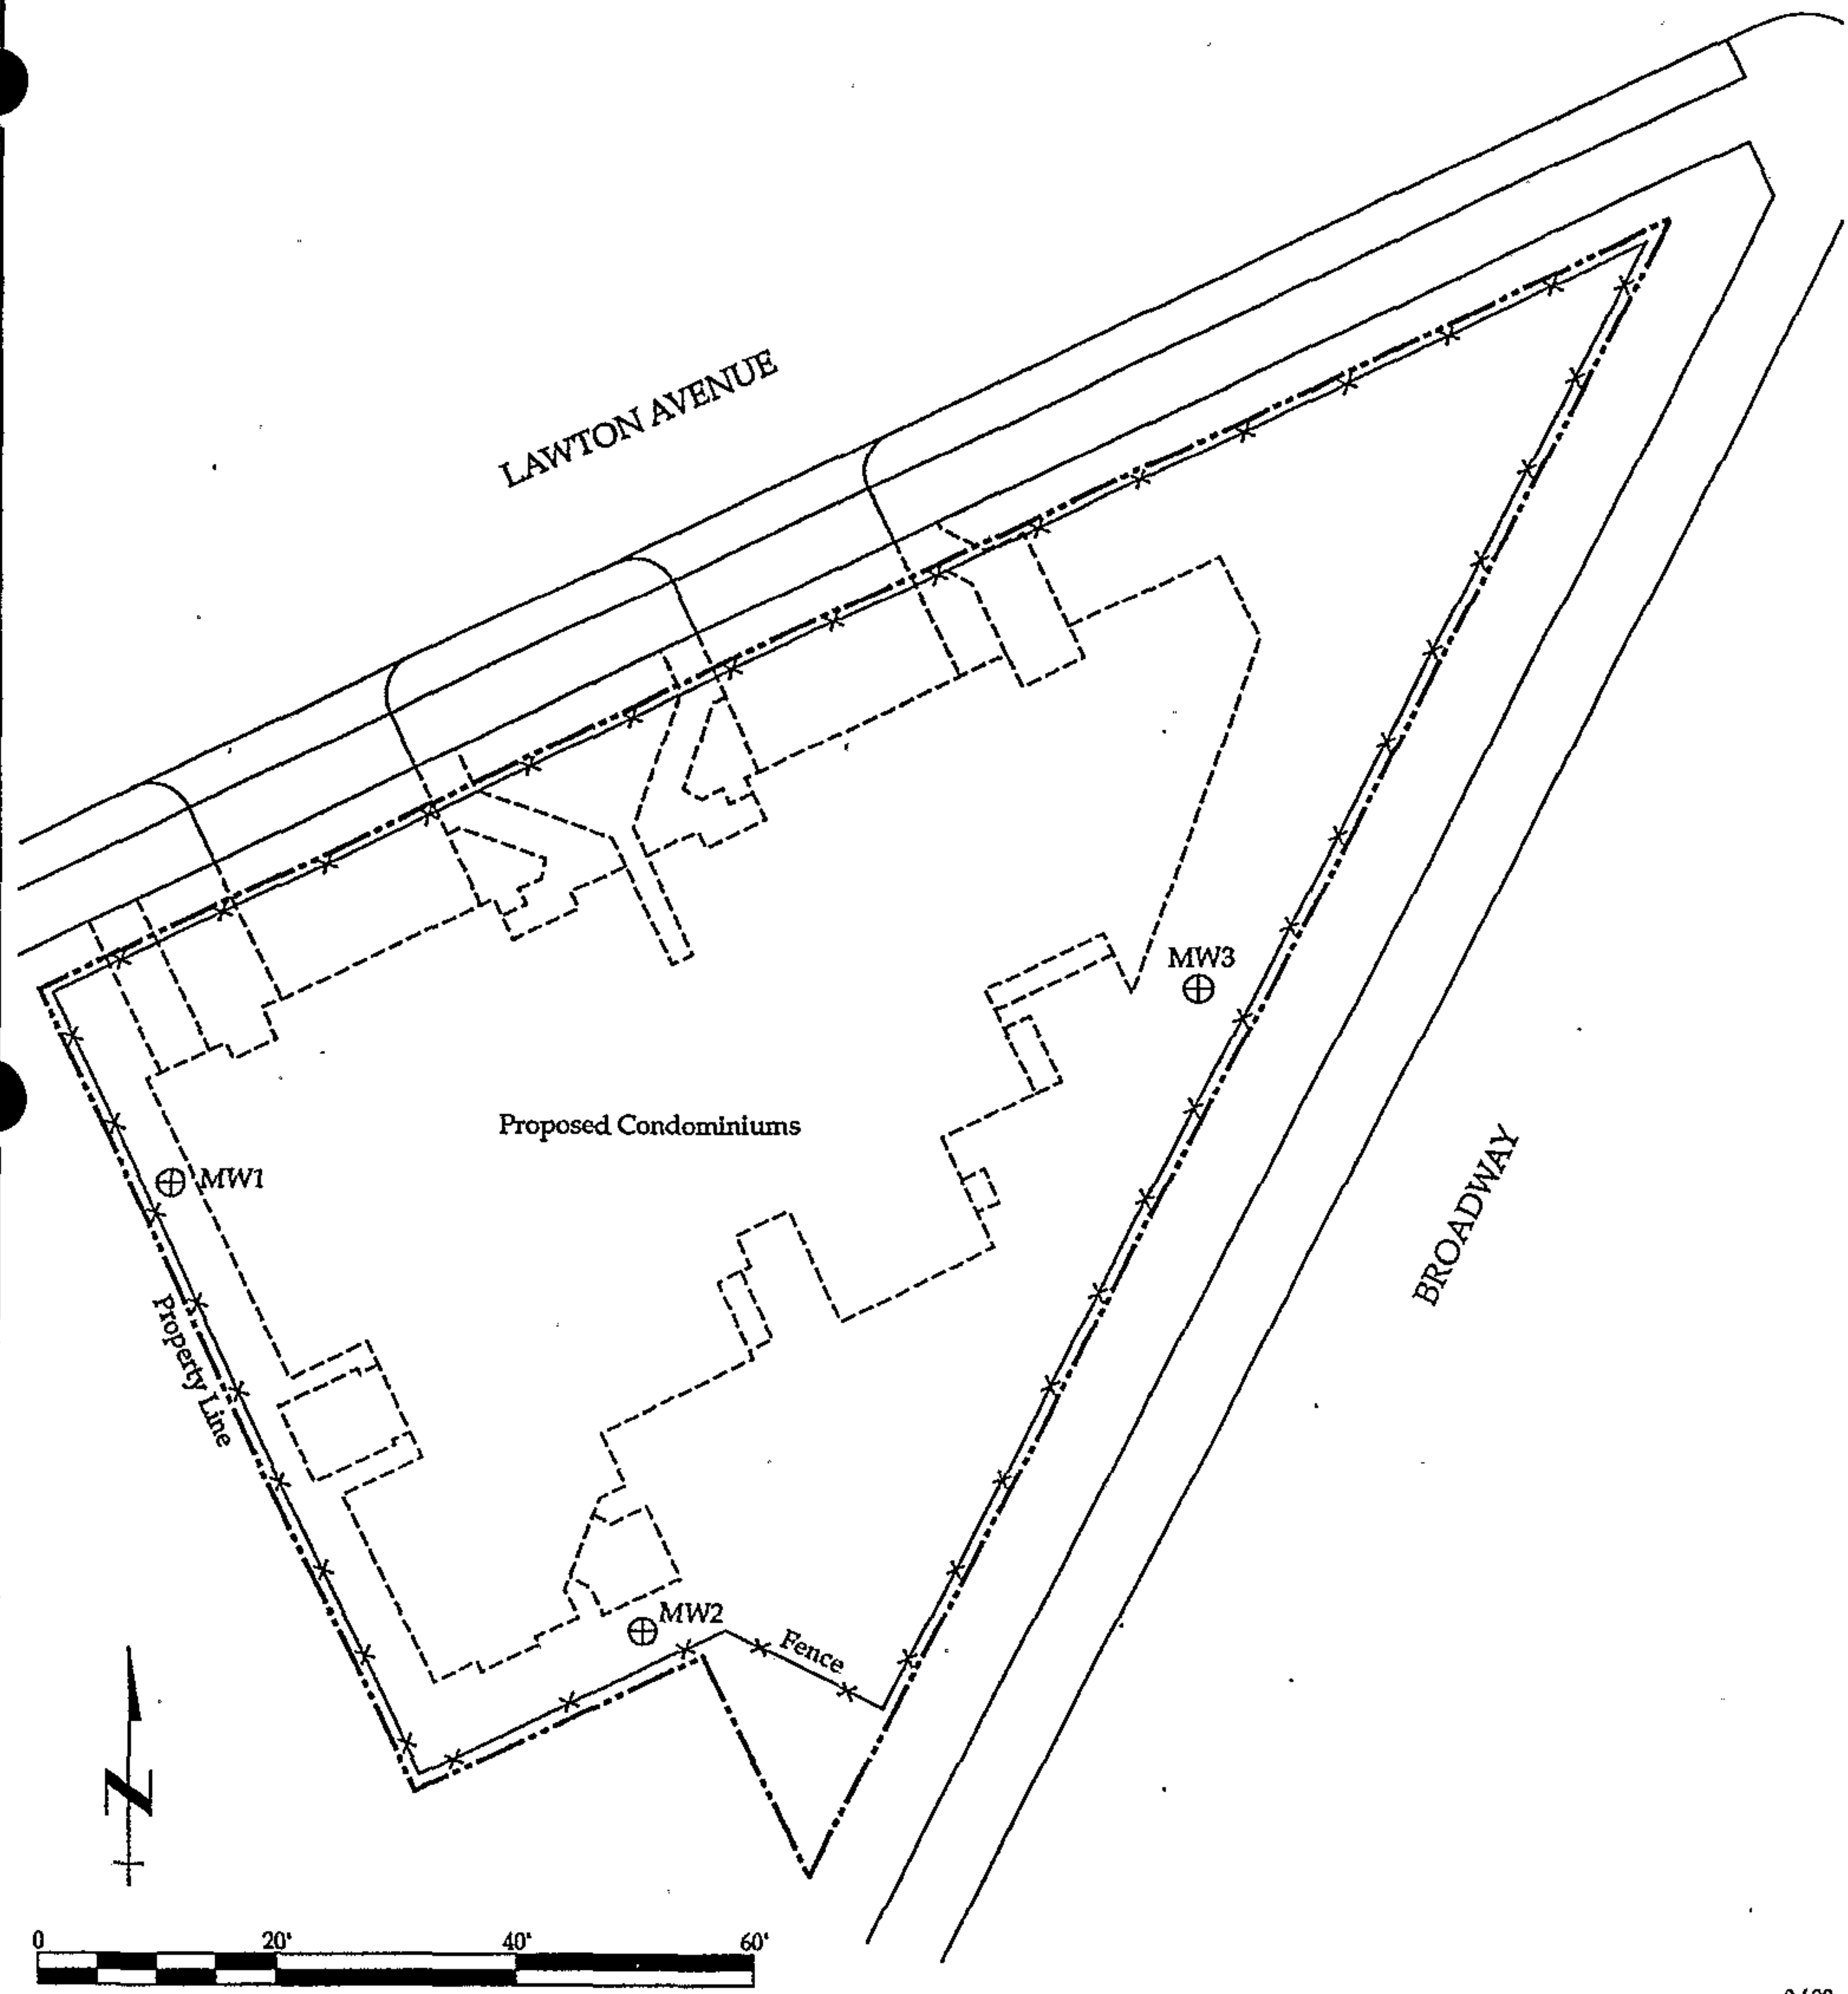 LAWTON AVENUE
MW3
Proposed Condominiums
MW1
BROADWAY
Property Line
MW2
Fence
N
0 20' 40' 60'